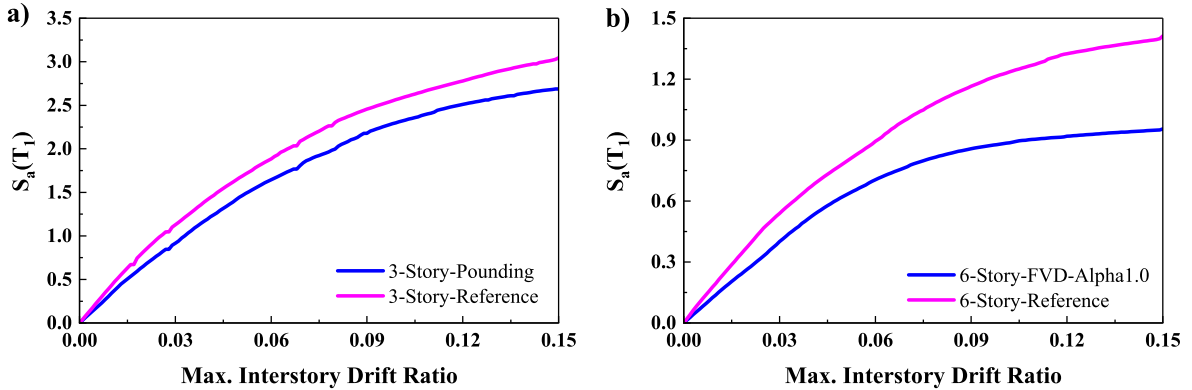 a)
3.5
3.0
2.5
2.0
1.5
1.0
0.5
0.0
Sa(T1)
0.00 0.03 0.06 0.09 0.12 0.15
Max. Interstory Drift Ratio
3-Story-Pounding
3-Story-Reference
b)
1.5
1.2
0.9
0.6
0.3
0.0
Sa(T1)
0.00 0.03 0.06 0.09 0.12 0.15
Max. Interstory Drift Ratio
6-Story-FVD-Alpha1.0
6-Story-Reference